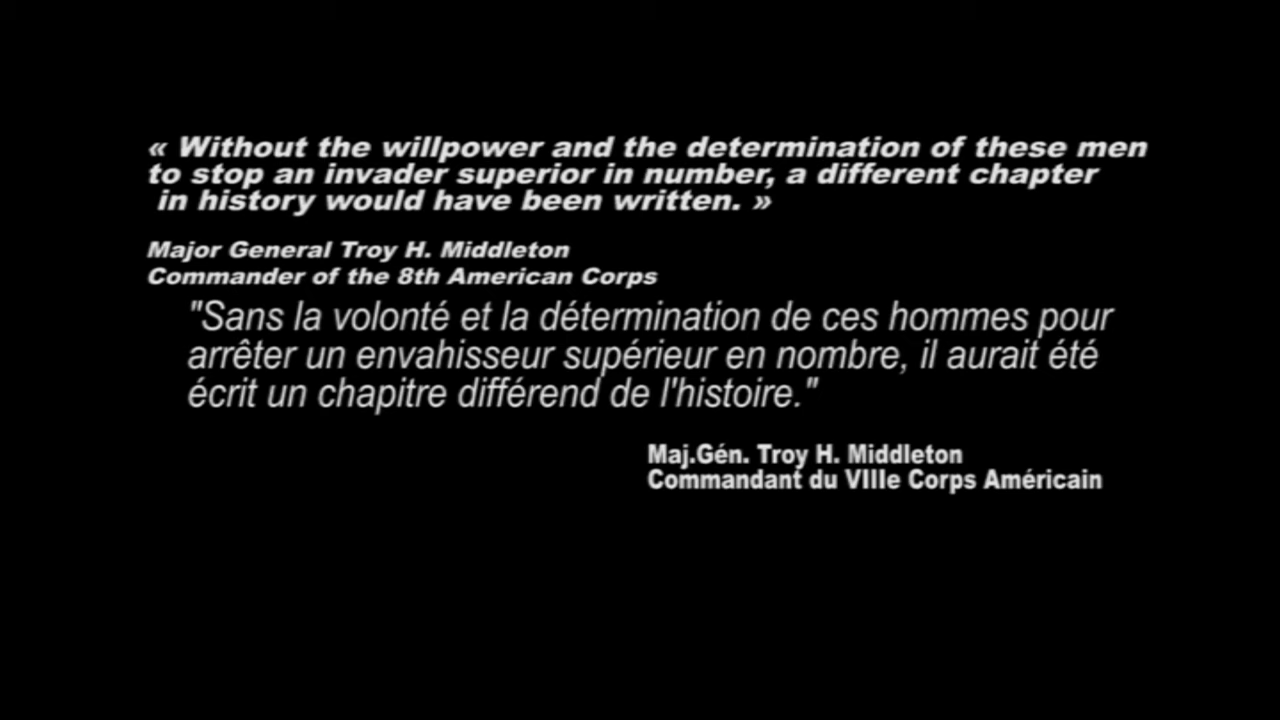 « Without the willpower and the determination of these men
to stop an invader superior in number, a different chapter
in history would have been written. »
Major General Troy H. Middleton
Commander of the 8th American Corps
"Sans la volonté et la détermination de ces hommes pour
arrêter un envahisseur supérieur en nombre, il aurait été
écrit un chapitre différend de l'histoire."
Maj.Gén. Troy H. Middleton
Commandant du VIIIe Corps Américain